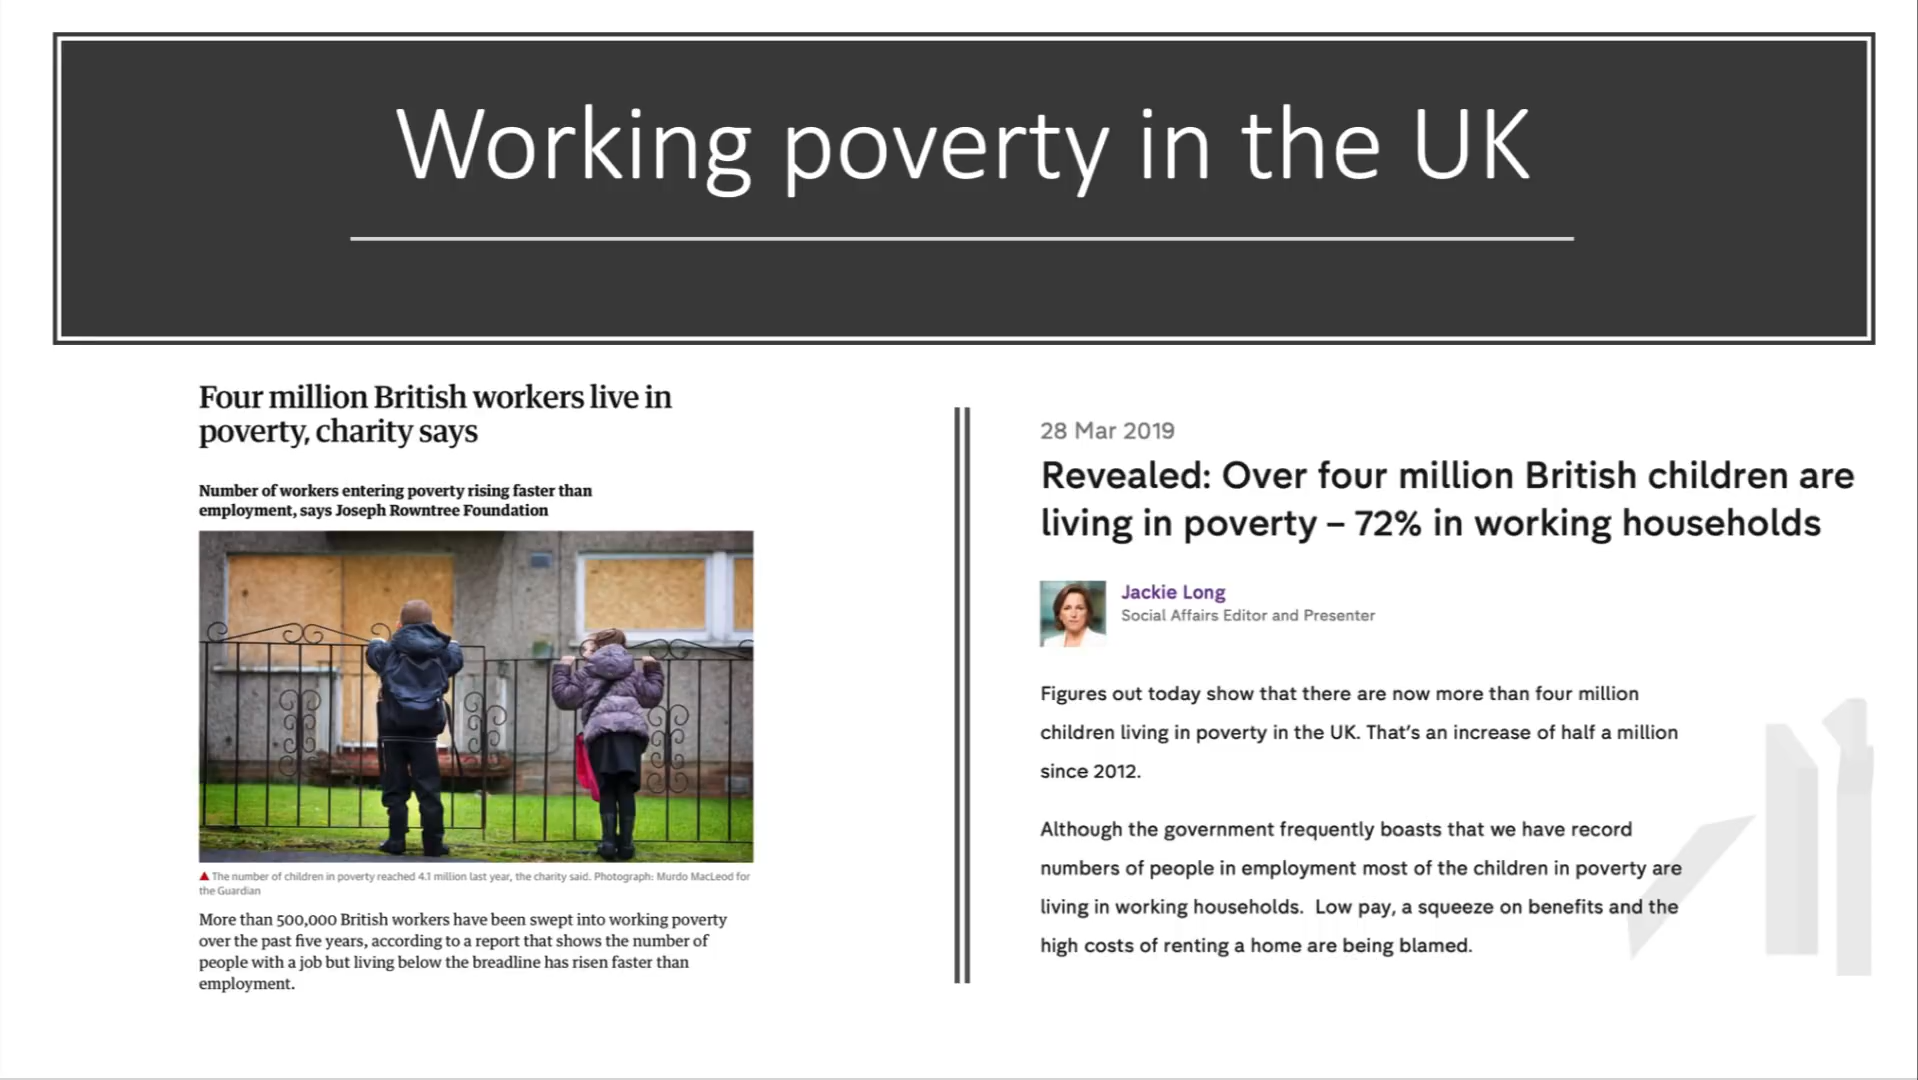 Working poverty in the UK
Four million British workers live in
poverty, charity says
Number of workers entering poverty rising faster than
employment, says Joseph Rowntree Foundation
▲ The number of children in poverty reached 4.1 million last year, the charity said. Photograph: Murdo MacLeod for
the Guardian
More than 500,000 British workers have been swept into working poverty
over the past five years, according to a report that shows the number of
people with a job but living below the breadline has risen faster than
employment.
28 Mar 2019
Revealed: Over four million British children are
living in poverty – 72% in working households
Jackie Long
Social Affairs Editor and Presenter
Figures out today show that there are now more than four million
children living in poverty in the UK. That's an increase of half a million
since 2012.
Although the government frequently boasts that we have record
numbers of people in employment most of the children in poverty are
living in working households.  Low pay, a squeeze on benefits and the
high costs of renting a home are being blamed.